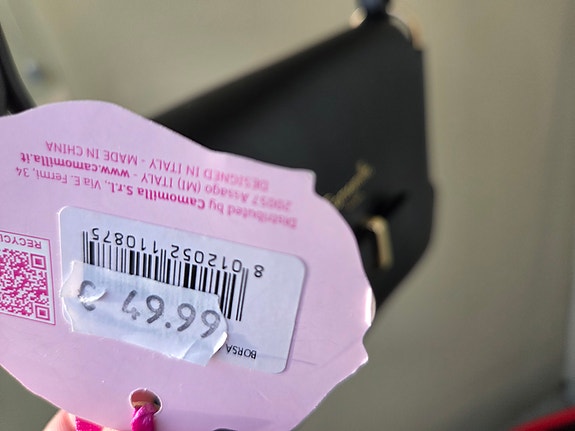 BORSA
€ 49.99
8 012052 110875
Distributed by Camomilla S.r.l., Via E. Fermi, 34
20057 Assago (MI) ITALY - www.camomilla.it
DESIGNED IN ITALY - MADE IN CHINA